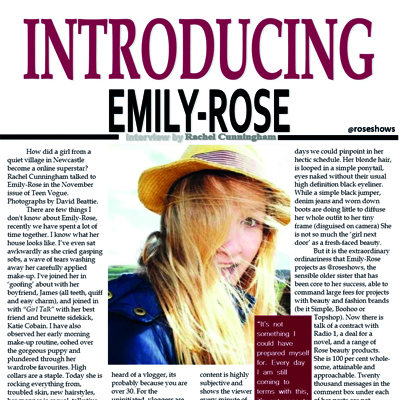 INTRODUCING
EMILY-ROSE
@roseshows
Interview by Rachel Cunningham
How did a girl from a
quiet village in Newcastle
become a online superstar?
Rachel Cunningham talked to
Emily-Rose in the November
issue of Teen Vogue.
Photographs by David Beattie.
There are few things I
don't know about Emily-Rose,
recently we have spent a lot of
time together. I know what her
house looks like. I've even sat
awkwardly as she cried gasping
sobs, a wave of tears washing
away her carefully applied
make-up. I've joined her in
'goofing' about with her
boyfriend, James (all teeth, quiff
and easy charm), and joined in
with "Girl Talk" with her best
friend and brunette sidekick,
Katie Cobain. I have also
observed her early morning
make-up routine, oohed over
the gorgeous puppy and
plundered through her
wardrobe favourites. High
collars are a staple. Today she is
rocking everything from,
troubled skin, new hairstyles,
heard of a vlogger, its
probably because you are
over 30. For the
uninitiated, vloggers are
content is highly
subjective and
shows the viewer
every minute of
"It's not
something I
could have
prepared myself
for. Every day
I am still
coming to
terms with this,
days we could pinpoint in her
hectic schedule. Her blonde hair,
is looped in a simple ponytail,
eyes naked without their usual
high definition black eyeliner.
While a simple black jumper,
denim jeans and worn down
boots are doing little to diffuse
her whole outfit to her tiny
frame (disguised on camera) She
is not so much the 'girl next
door' as a fresh-faced beauty.
But it is the extraordinary
ordinariness that Emily-Rose
projects as @roseshows, the
sensible older sister that has
been core to her success, able to
command large fees for projects
with beauty and fashion brands
(be it Simple, Boohoo or
Topshop). Now there is
talk of a contract with
Radio 1, a deal for a
novel, and a range of
Rose beauty products.
She is 100 per cent whole-
some, attainable and
approachable. Twenty
thousand messages in the
comment box under each